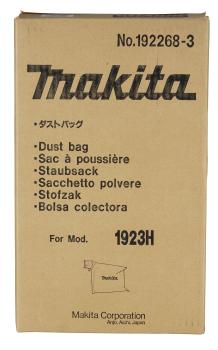 No.192268-3
Makita
・ダストバッグ
・Dust bag
・Sac à poussière
・Staubsack
・Sacchetto polvere
・Stofzak
・Bolsa colectora
For Mod. 1923H
Makita
Makita Corporation
Anjo, Aichi, Japan